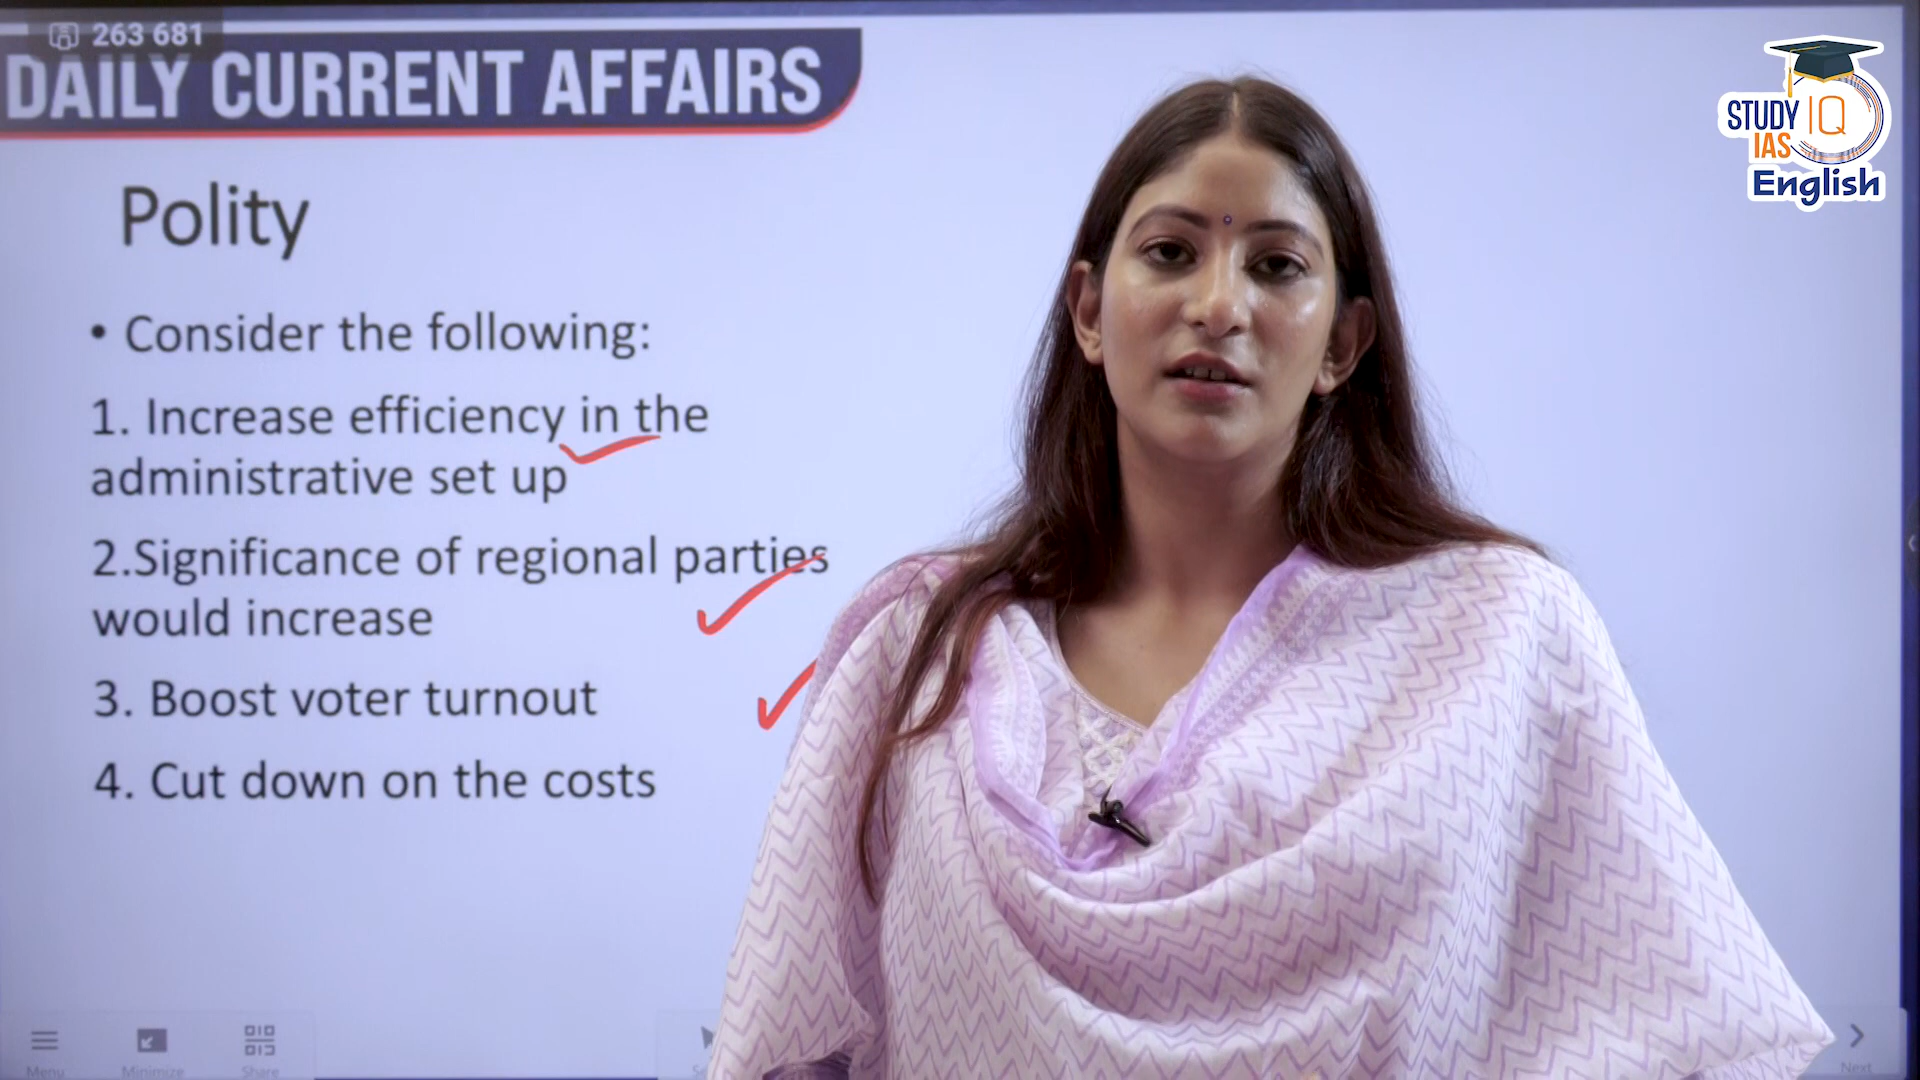 263 681
DAILY CURRENT AFFAIRS
STUDY IQ
IAS
English
Polity
• Consider the following:
1. Increase efficiency in the
administrative set up
2.Significance of regional parties
would increase
3. Boost voter turnout
4. Cut down on the costs
Menu
Minimize
Share
Next